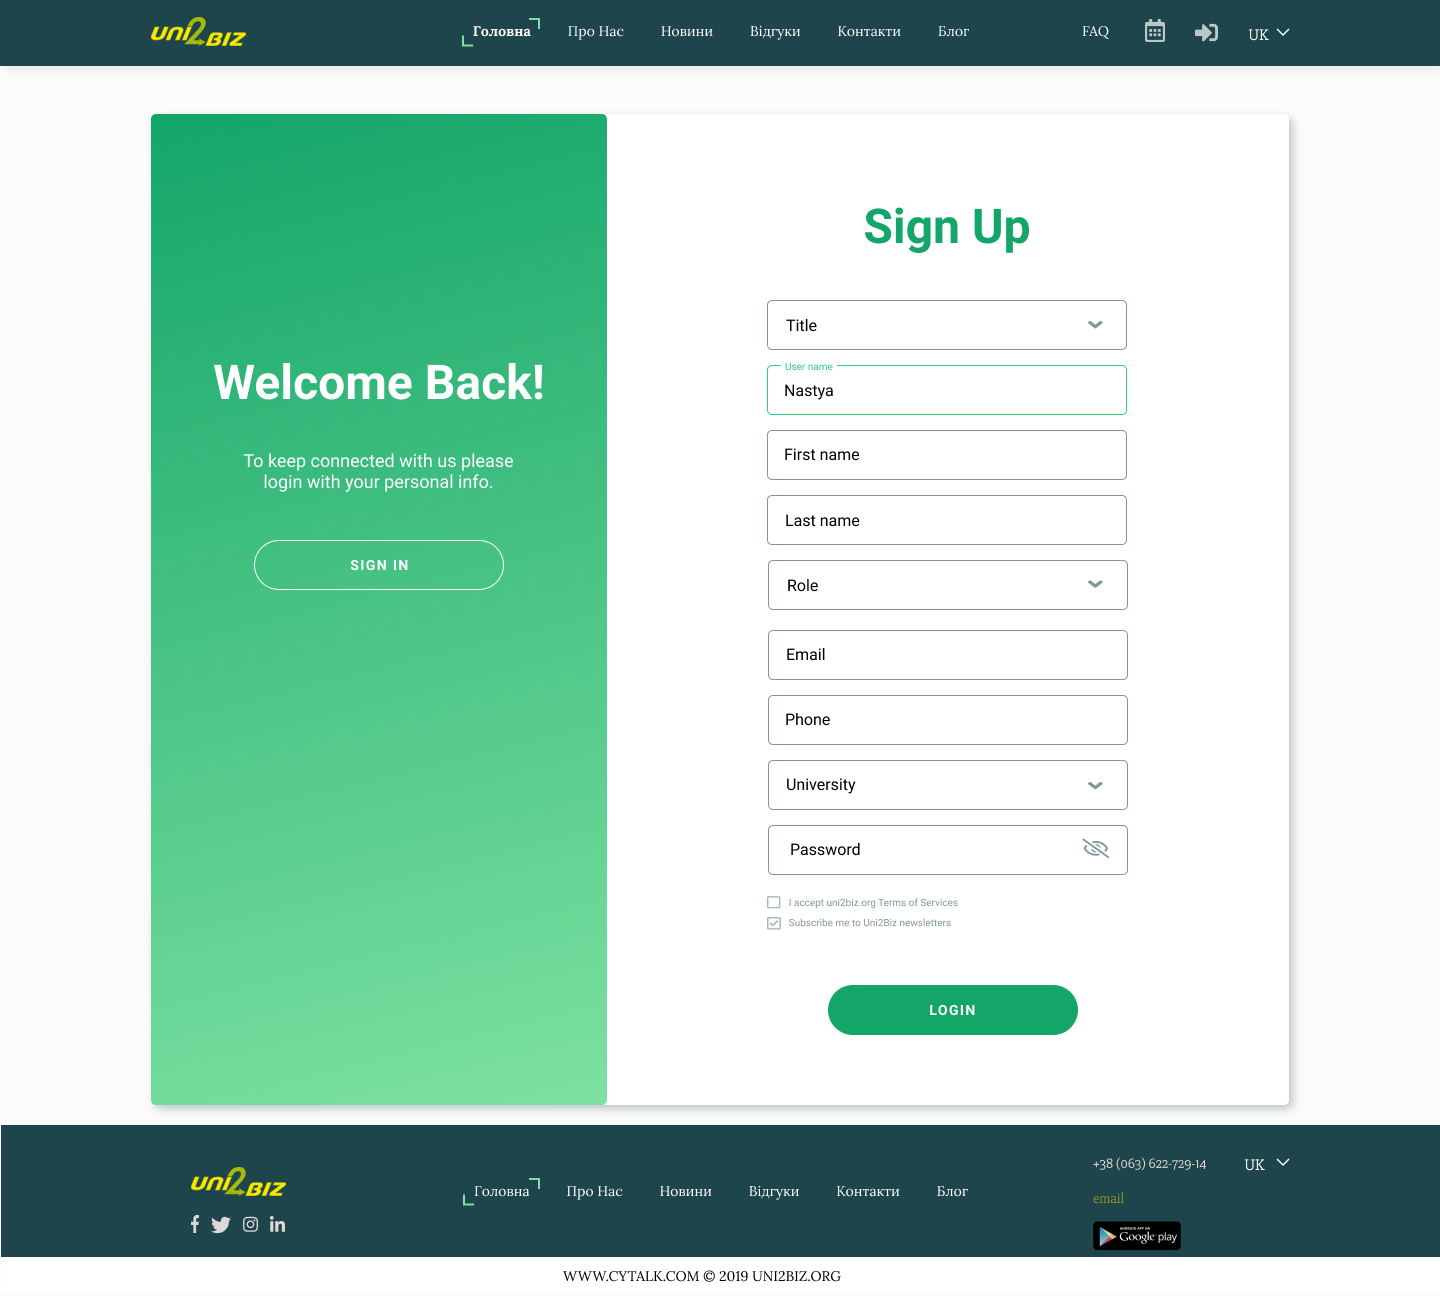 uni2BIZ
Головна
Про Нас
Новини
Відгуки
Контакти
Блог
FAQ
UK
Welcome Back!
To keep connected with us please
login with your personal info.
SIGN IN
Sign Up
Title
User name
Nastya
First name
Last name
Role
Email
Phone
University
Password
I accept uni2biz.org Terms of Services
Subscribe me to Uni2Biz newsletters
LOGIN
uni2BIZ
Головна
Про Нас
Новини
Відгуки
Контакти
Блог
+38 (063) 622-729-14
UK
email
ANDROID APP ON
Google play
WWW.CYTALK.COM © 2019 UNI2BIZ.ORG